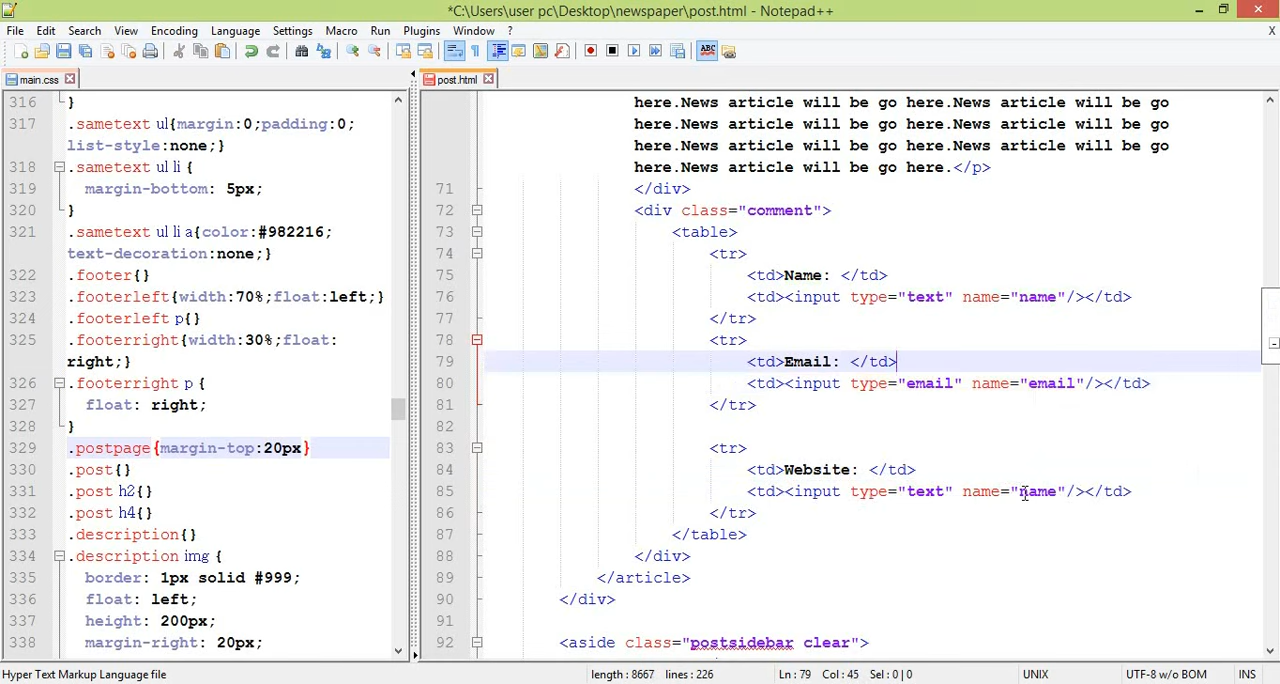 *C:\Users\user pc\Desktop\newspaper\post.html - Notepad++
File Edit Search View Encoding Language Settings Macro Run Plugins Window ? X
ABC
main.css post.html
316 }
317 .sametext ul{margin:0;padding:0;
list-style:none;}
318 .sametext ul li {
319 margin-bottom: 5px;
320 }
321 .sametext ul li a{color:#982216;
text-decoration:none;}
322 .footer{}
323 .footerleft{width:70%;float:left;}
324 .footerleft p{}
325 .footerright{width:30%;float:
right;}
326 .footerright p {
327 float: right;
328 }
329 .postpage{margin-top:20px}
330 .post{}
331 .post h2{}
332 .post h4{}
333 .description{}
334 .description img {
335 border: 1px solid #999;
336 float: left;
337 height: 200px;
338 margin-right: 20px;
here.News article will be go here.News article will be go
here.News article will be go here.News article will be go
here.News article will be go here.News article will be go
here.News article will be go here.</p>
71 </div>
72 <div class="comment">
73 <table>
74 <tr>
75 <td>Name: </td>
76 <td><input type="text" name="name"/></td>
77 </tr>
78 <tr>
79 <td>Email: </td>
80 <td><input type="email" name="email"/></td>
81 </tr>
82
83 <tr>
84 <td>Website: </td>
85 <td><input type="text" name="name"/></td>
86 </tr>
87 </table>
88 </div>
89 </article>
90 </div>
91
92 <aside class="postsidebar clear">
Hyper Text Markup Language file length : 8667 lines : 226 Ln : 79 Col : 45 Sel : 0 | 0 UNIX UTF-8 w/o BOM INS